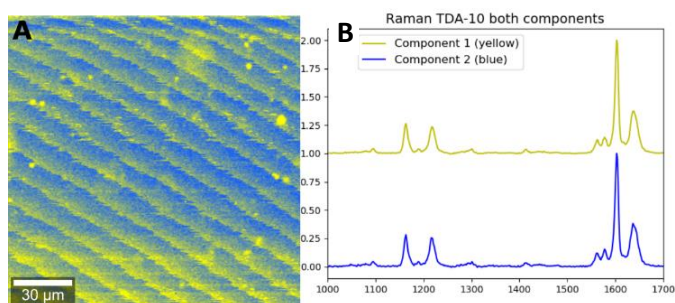 A
30 µm
B
Raman TDA-10 both components
Component 1 (yellow)
Component 2 (blue)
2.00
1.75
1.50
1.25
1.00
0.75
0.50
0.25
0.00
1000 1100 1200 1300 1400 1500 1600 1700